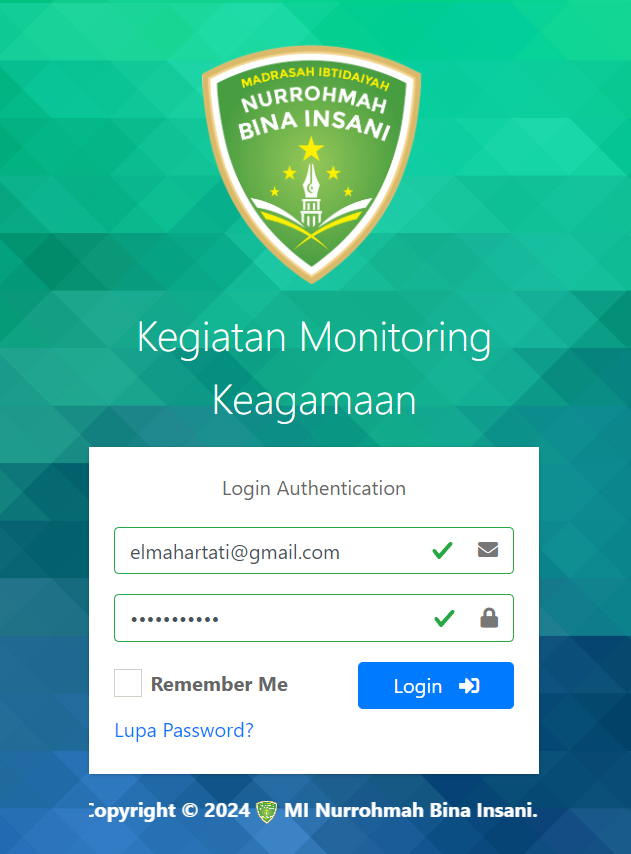 MADRASAH IBTIDAIYAH
NURROHMAH
BINA INSANI
Kegiatan Monitoring
Keagamaan
Login Authentication
elmahartati@gmail.com
•••••••••••
Remember Me
Login
Lupa Password?
Copyright © 2024 MI Nurrohmah Bina Insani.